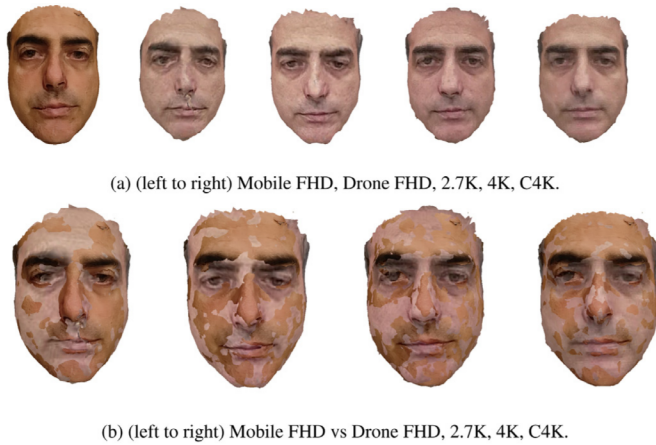 (a) (left to right) Mobile FHD, Drone FHD, 2.7K, 4K, C4K.
(b) (left to right) Mobile FHD vs Drone FHD, 2.7K, 4K, C4K.